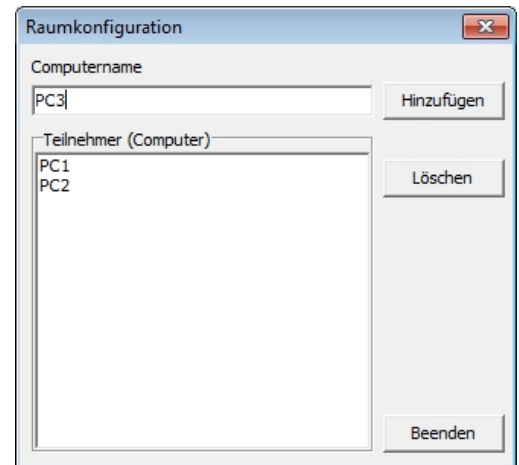 Raumkonfiguration
Computername
PC3
Hinzufügen
Teilnehmer (Computer)
PC1
PC2
Löschen
Beenden